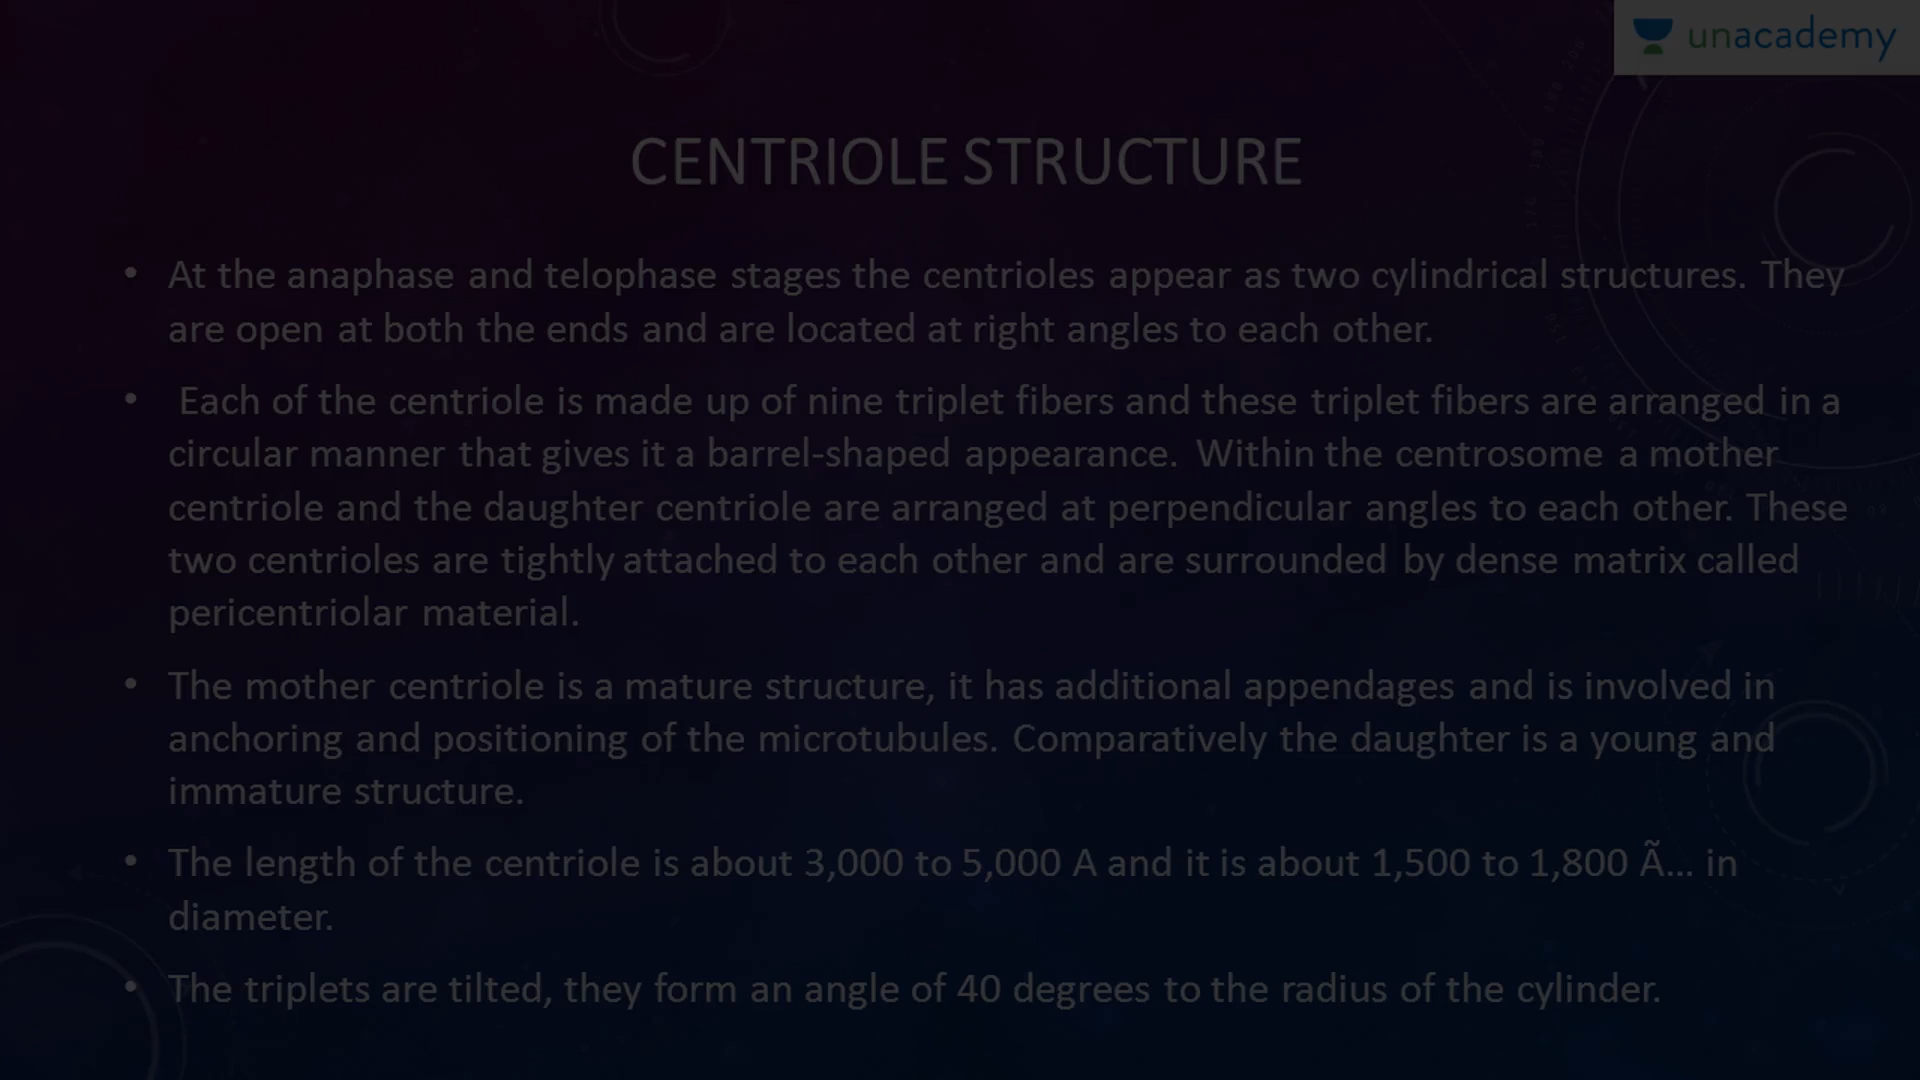 unacademy
CENTRIOLE STRUCTURE
• At the anaphase and telophase stages the centrioles appear as two cylindrical structures. They
are open at both the ends and are located at right angles to each other.
• Each of the centriole is made up of nine triplet fibers and these triplet fibers are arranged in a
circular manner that gives it a barrel-shaped appearance. Within the centrosome a mother
centriole and the daughter centriole are arranged at perpendicular angles to each other. These
two centrioles are tightly attached to each other and are surrounded by dense matrix called
pericentriolar material.
• The mother centriole is a mature structure, it has additional appendages and is involved in
anchoring and positioning of the microtubules. Comparatively the daughter is a young and
immature structure.
• The length of the centriole is about 3,000 to 5,000 A and it is about 1,500 to 1,800 Ã… in
diameter.
• The triplets are tilted, they form an angle of 40 degrees to the radius of the cylinder.